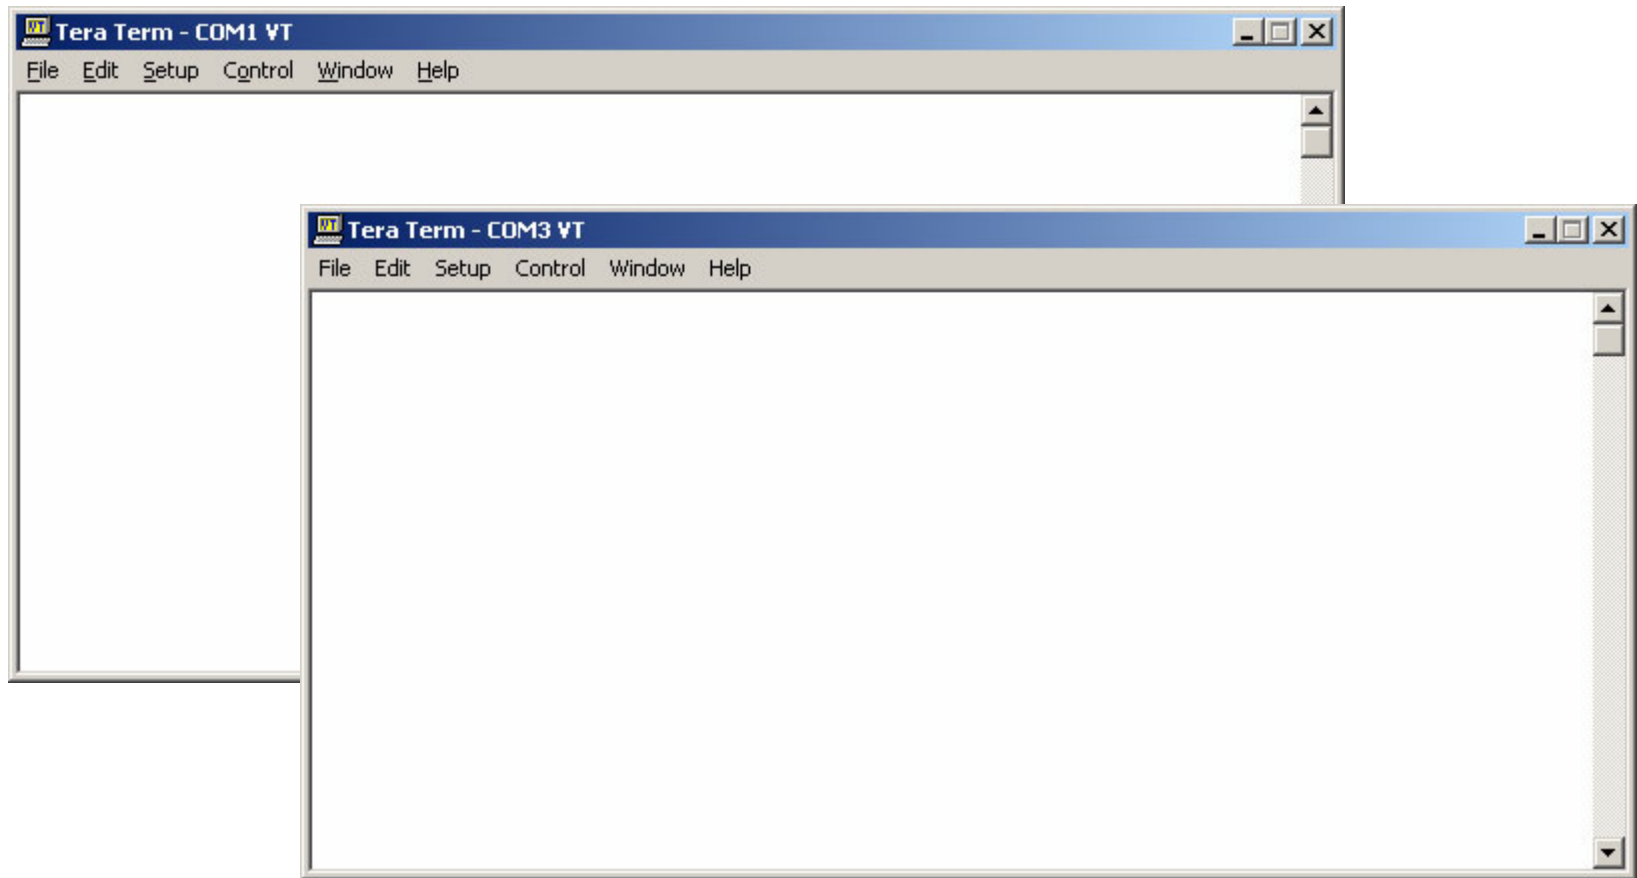 Tera Term - COM1 VT
File Edit Setup Control Window Help
Tera Term - COM3 VT
File Edit Setup Control Window Help